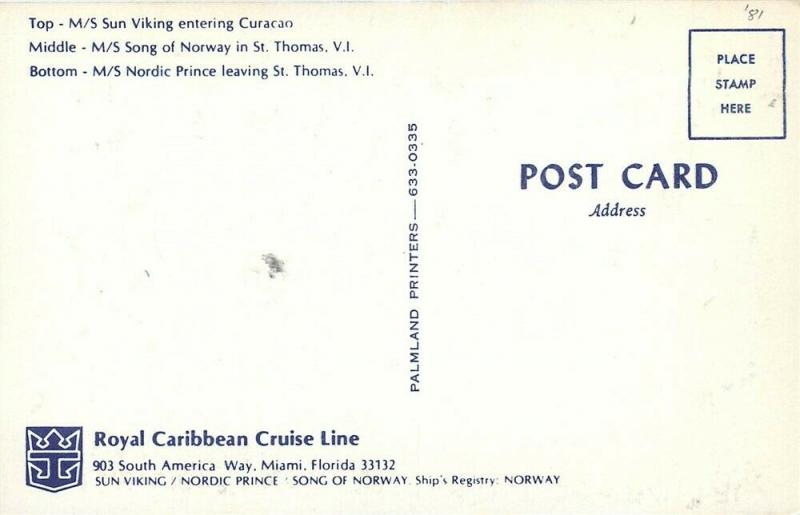 Top - M/S Sun Viking entering Curacao
Middle - M/S Song of Norway in St. Thomas, V.I.
Bottom - M/S Nordic Prince leaving St. Thomas, V.I.
'81
PLACE
STAMP
HERE
PALMLAND PRINTERS—633-0335
POST CARD
Address
Royal Caribbean Cruise Line
903 South America Way, Miami, Florida 33132
SUN VIKING / NORDIC PRINCE / SONG OF NORWAY. Ship's Registry: NORWAY